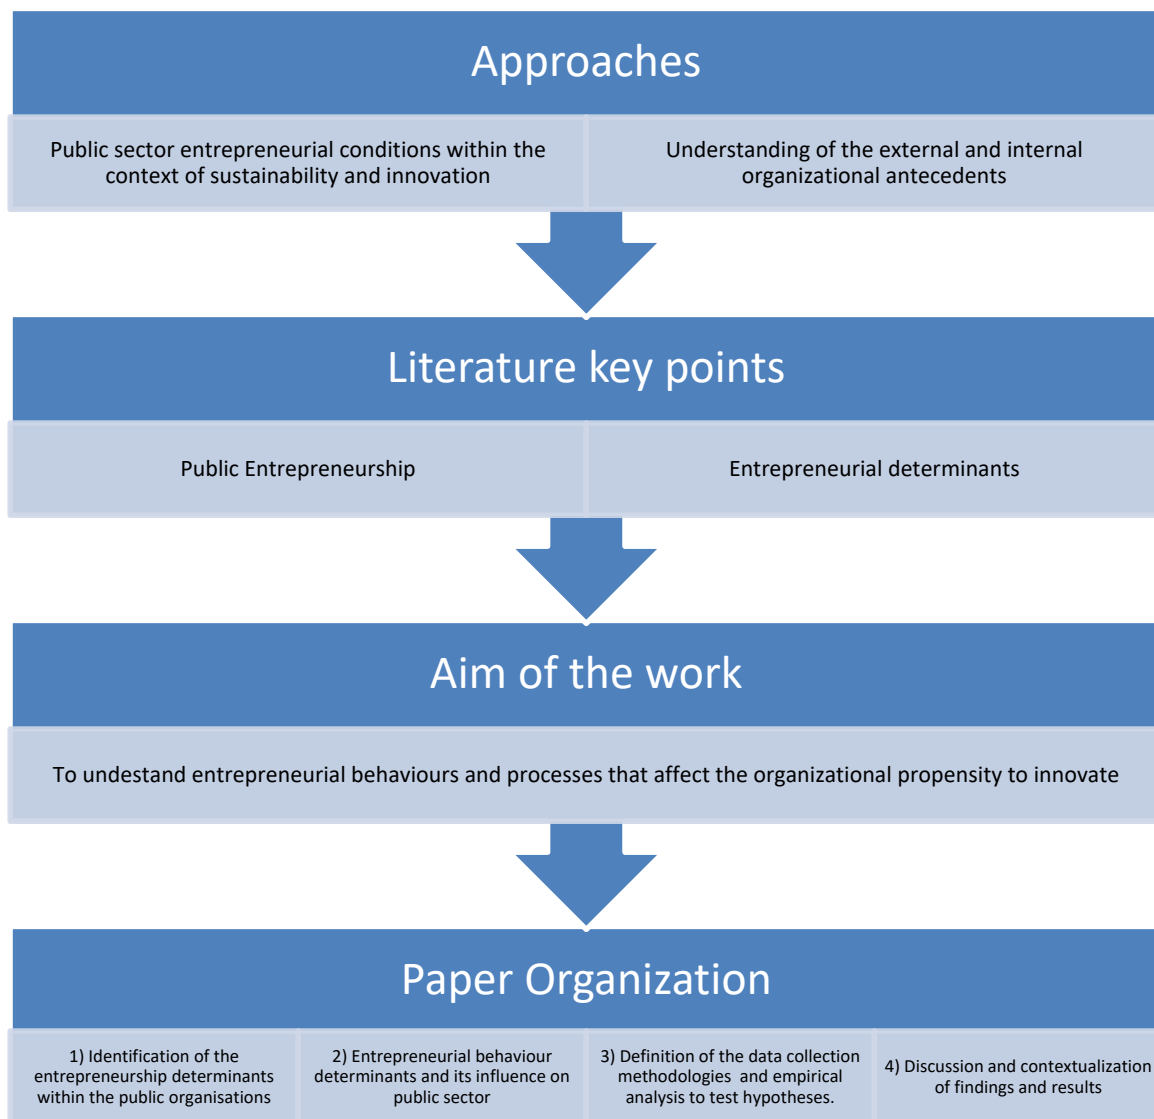 Approaches
Public sector entrepreneurial conditions within the
context of sustainability and innovation
Understanding of the external and internal
organizational antecedents
Literature key points
Public Entrepreneurship
Entrepreneurial determinants
Aim of the work
To undestand entrepreneurial behaviours and processes that affect the organizational propensity to innovate
Paper Organization
1) Identification of the
entrepreneurship determinants
within the public organisations
2) Entrepreneurial behaviour
determinants and its influence on
public sector
3) Definition of the data collection
methodologies and empirical
analysis to test hypotheses.
4) Discussion and contextualization
of findings and results